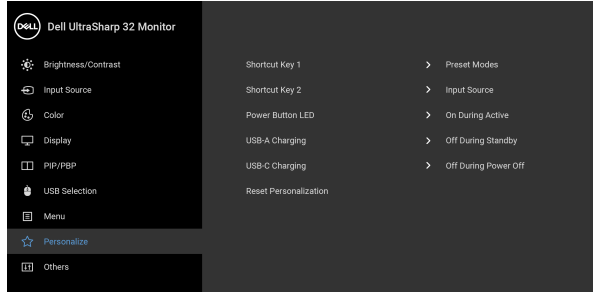 DELL Dell UltraSharp 32 Monitor
Brightness/Contrast
Input Source
Color
Display
PIP/PBP
USB Selection
Menu
Personalize
Others
Shortcut Key 1 > Preset Modes
Shortcut Key 2 > Input Source
Power Button LED > On During Active
USB-A Charging > Off During Standby
USB-C Charging > Off During Power Off
Reset Personalization